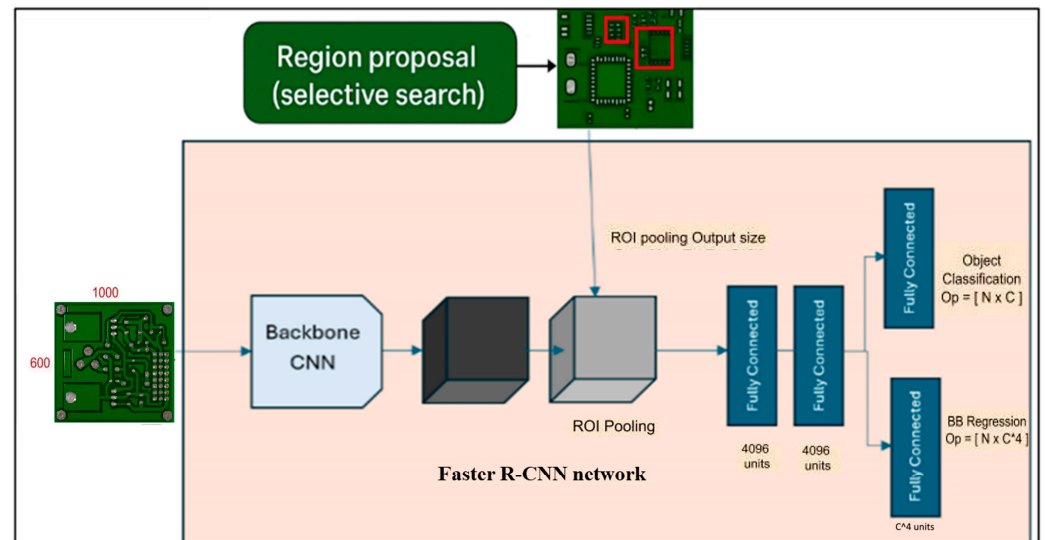 Region proposal
(selective search)
ROI pooling Output size
1000
600
Backbone
CNN
ROI Pooling
Fully Connected
4096
units
Fully Connected
4096
units
Fully Connected
Object
Classification
Op = [ N x C ]
Fully Connected
BB Regression
Op = [ N x C^4 ]
C^4 units
Faster R-CNN network